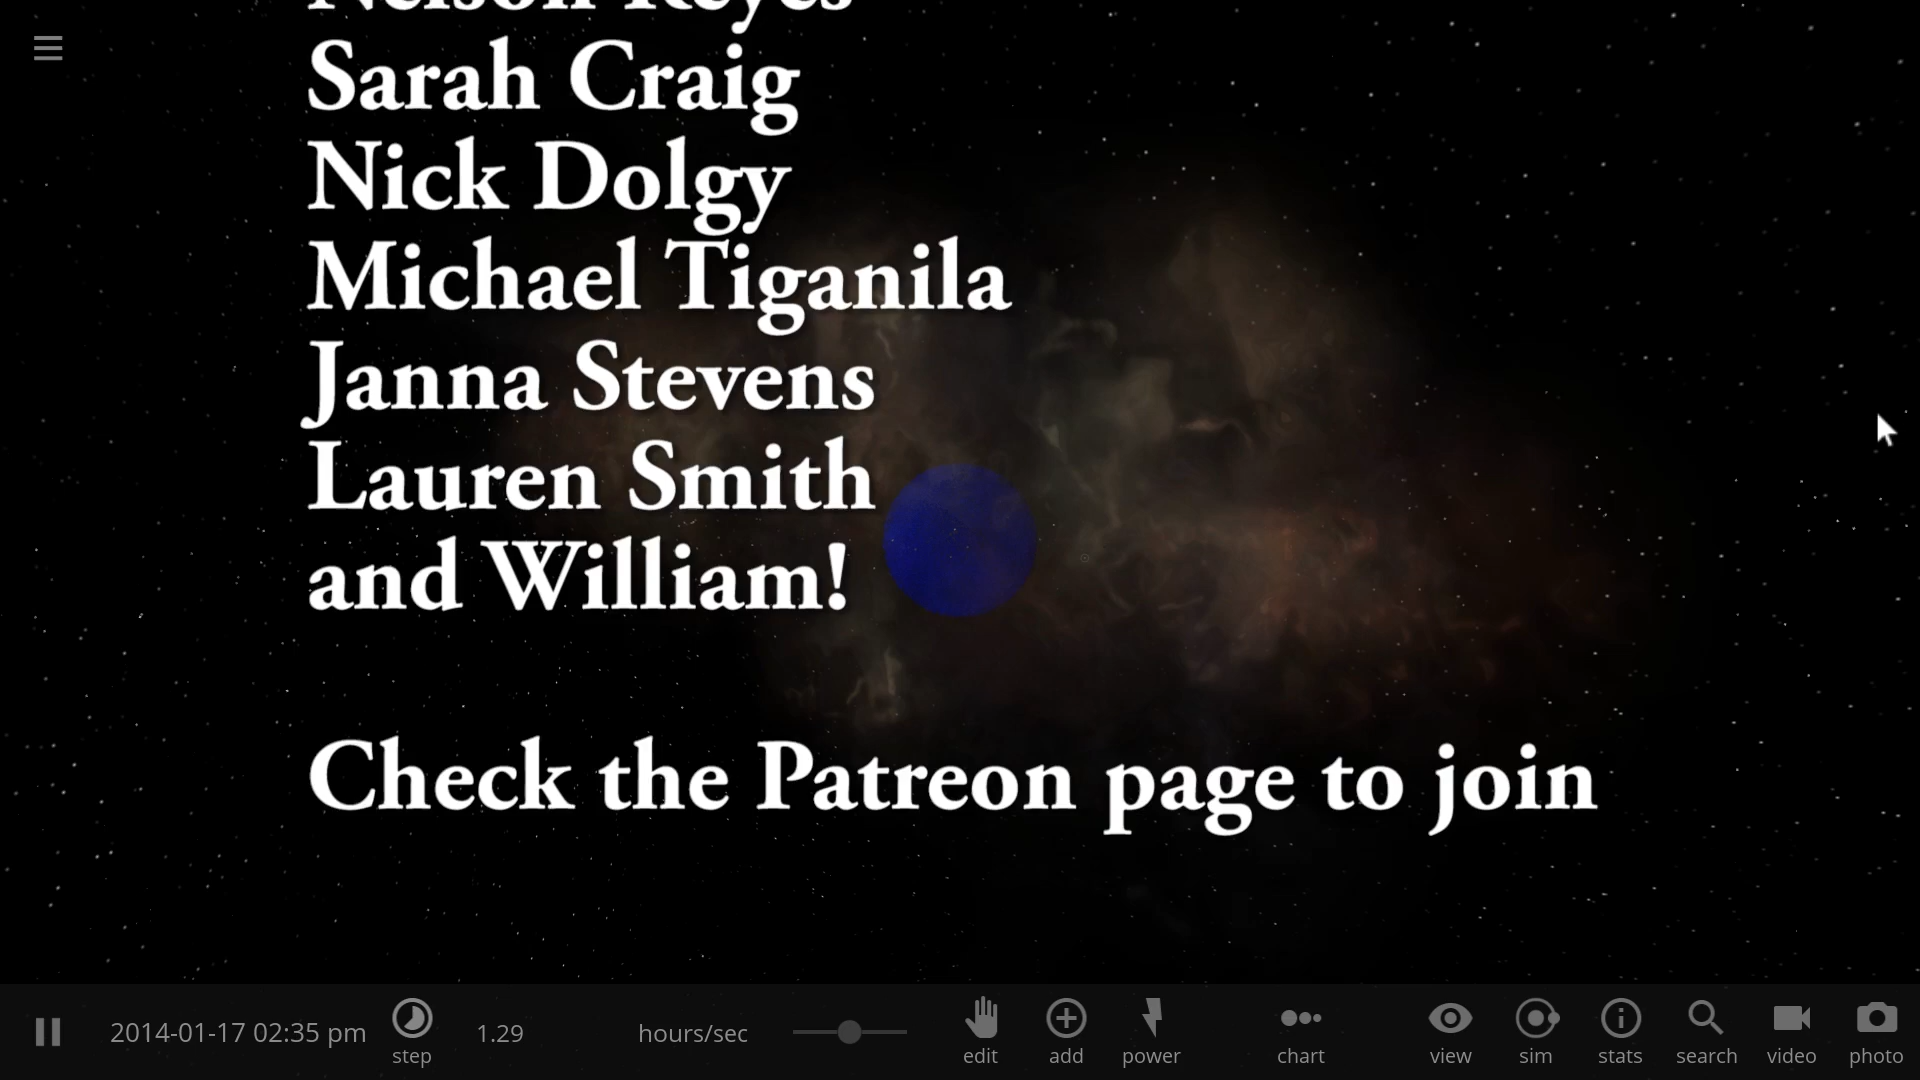 Nelson Reyes
Sarah Craig
Nick Dolgy
Michael Tiganila
Janna Stevens
Lauren Smith
and William!
Check the Patreon page to join
2014-01-17 02:35 pm
step
1.29
hours/sec
edit
add
power
chart
view
sim
stats
search
video
photo